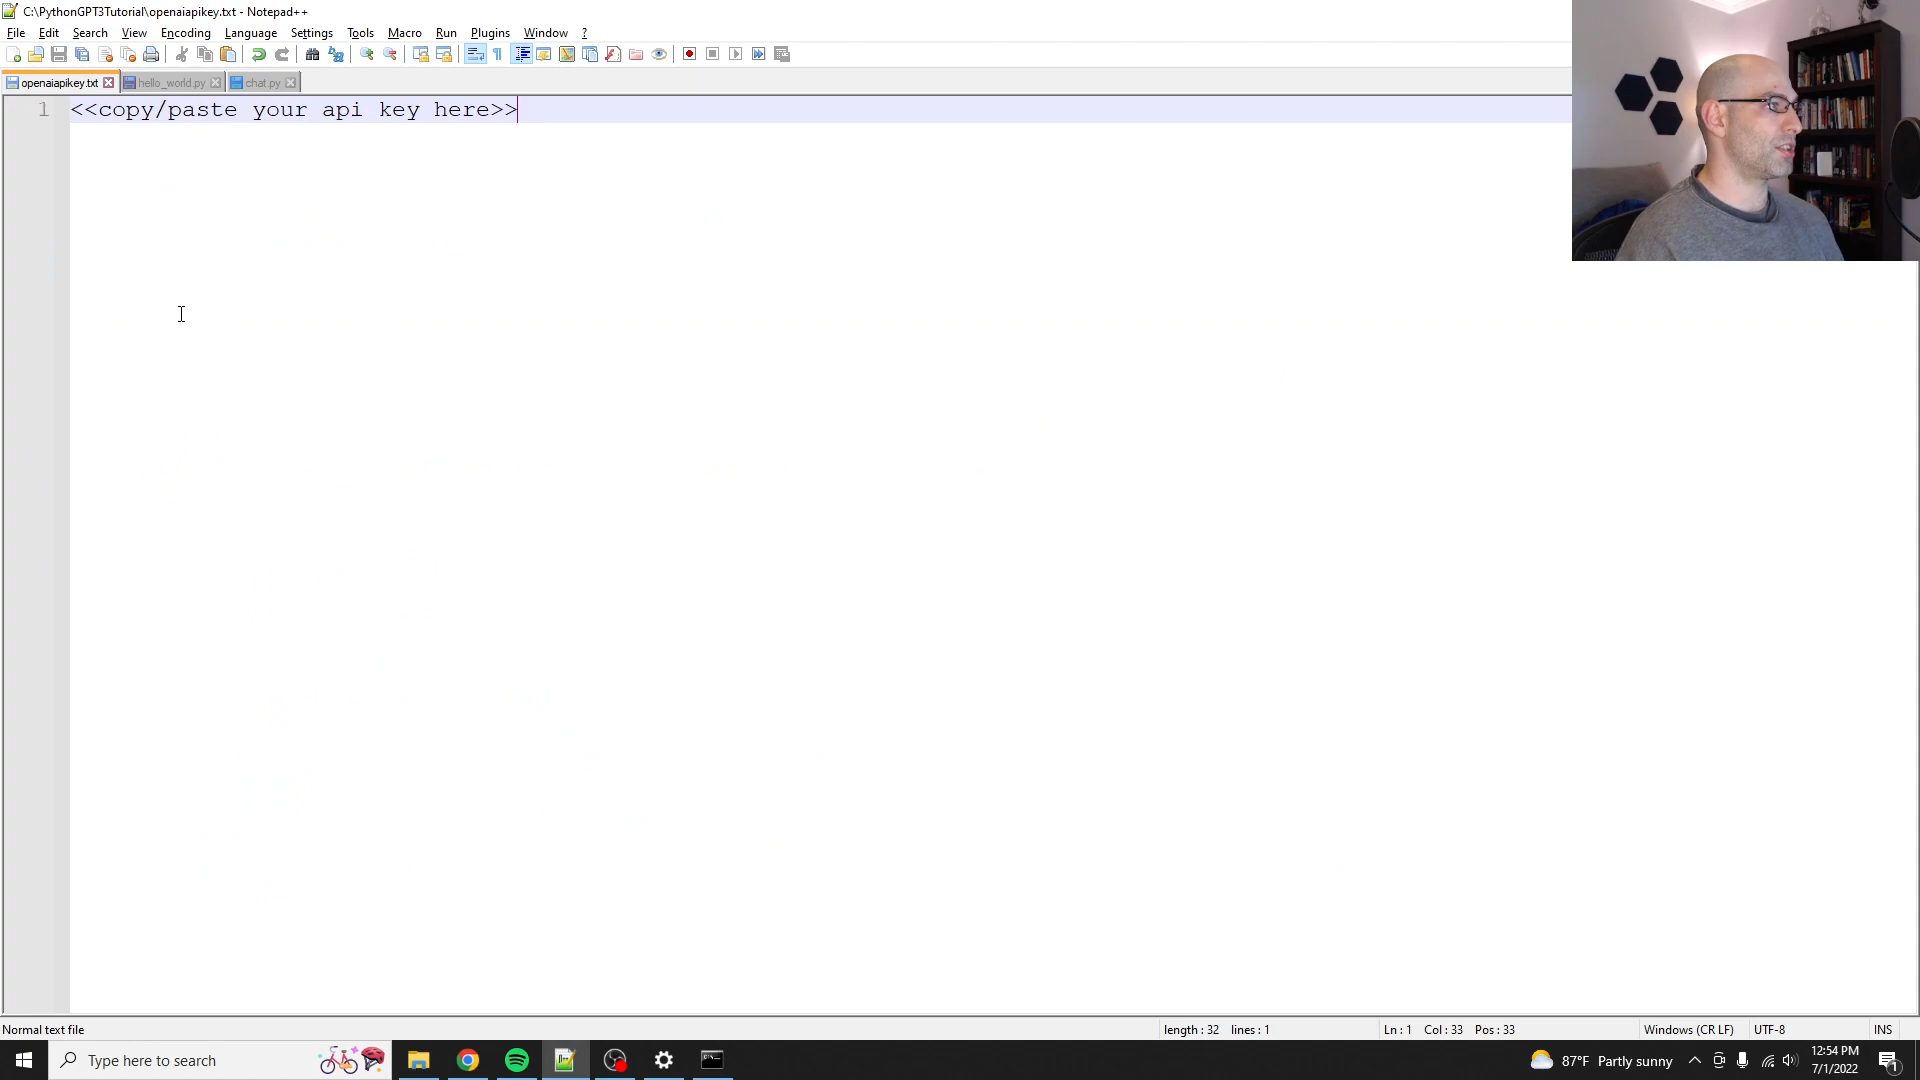 C:\PythonGPT3Tutorial\openaiapikey.txt - Notepad++
File Edit Search View Encoding Language Settings Tools Macro Run Plugins Window ?
openaiapikey.txt hello_world.py chat.py
1 <<copy/paste your api key here>>
Normal text file length : 32 lines : 1 Ln : 1 Col : 33 Pos : 33 Windows (CR LF) UTF-8 INS
Type here to search 87°F Partly sunny 12:54 PM
7/1/2022 1